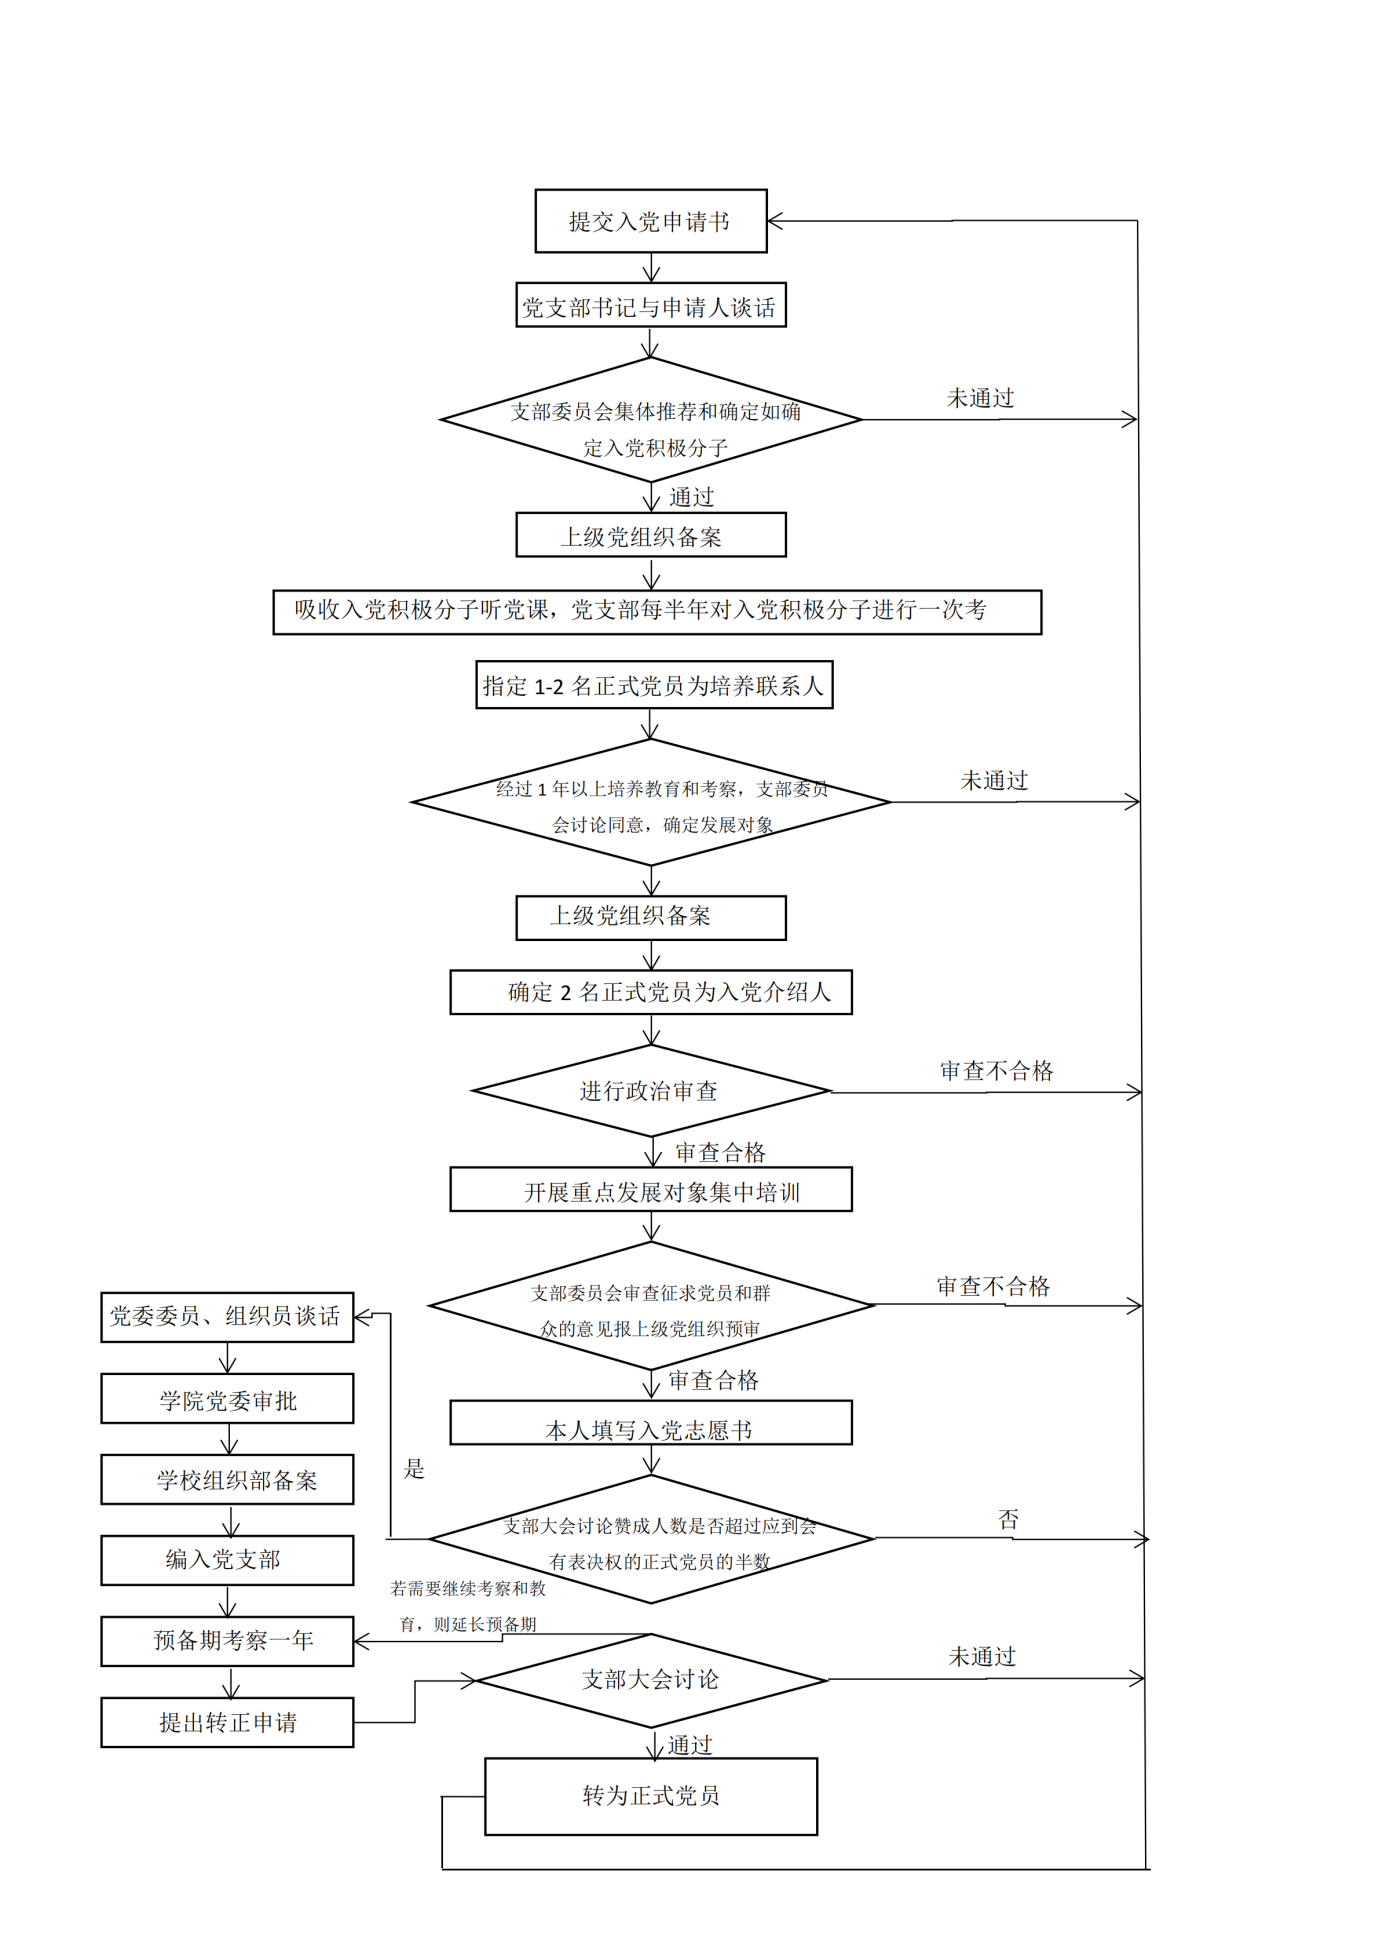 提交入党申请书
党支部书记与申请人谈话
支部委员会集体推荐和确定如确
定入党积极分子
未通过
通过
上级党组织备案
吸收入党积极分子听党课，党支部每半年对入党积极分子进行一次考
指定 1-2 名正式党员为培养联系人
经过 1 年以上培养教育和考察，支部委员
会讨论同意，确定发展对象
未通过
上级党组织备案
确定 2 名正式党员为入党介绍人
进行政治审查
审查不合格
审查合格
开展重点发展对象集中培训
支部委员会审查征求党员和群
众的意见报上级党组织预审
审查不合格
审查合格
本人填写入党志愿书
支部大会讨论赞成人数是否超过应到会
有表决权的正式党员的半数
否
是
党委委员、组织员谈话
学院党委审批
学校组织部备案
编入党支部
预备期考察一年
提出转正申请
若需要继续考察和教
育，则延长预备期
支部大会讨论
未通过
通过
转为正式党员